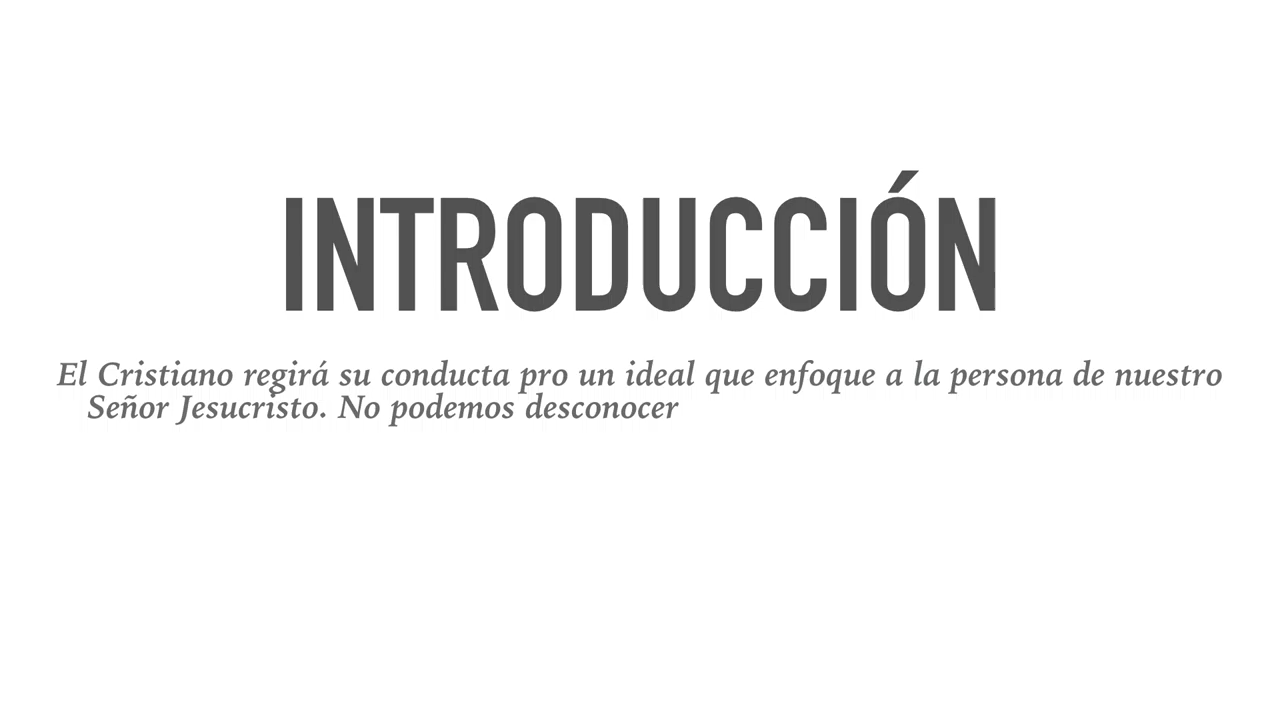 INTRODUCCIÓN
El Cristiano regirá su conducta pro un ideal que enfoque a la persona de nuestro
Señor Jesucristo. No podemos desconocer